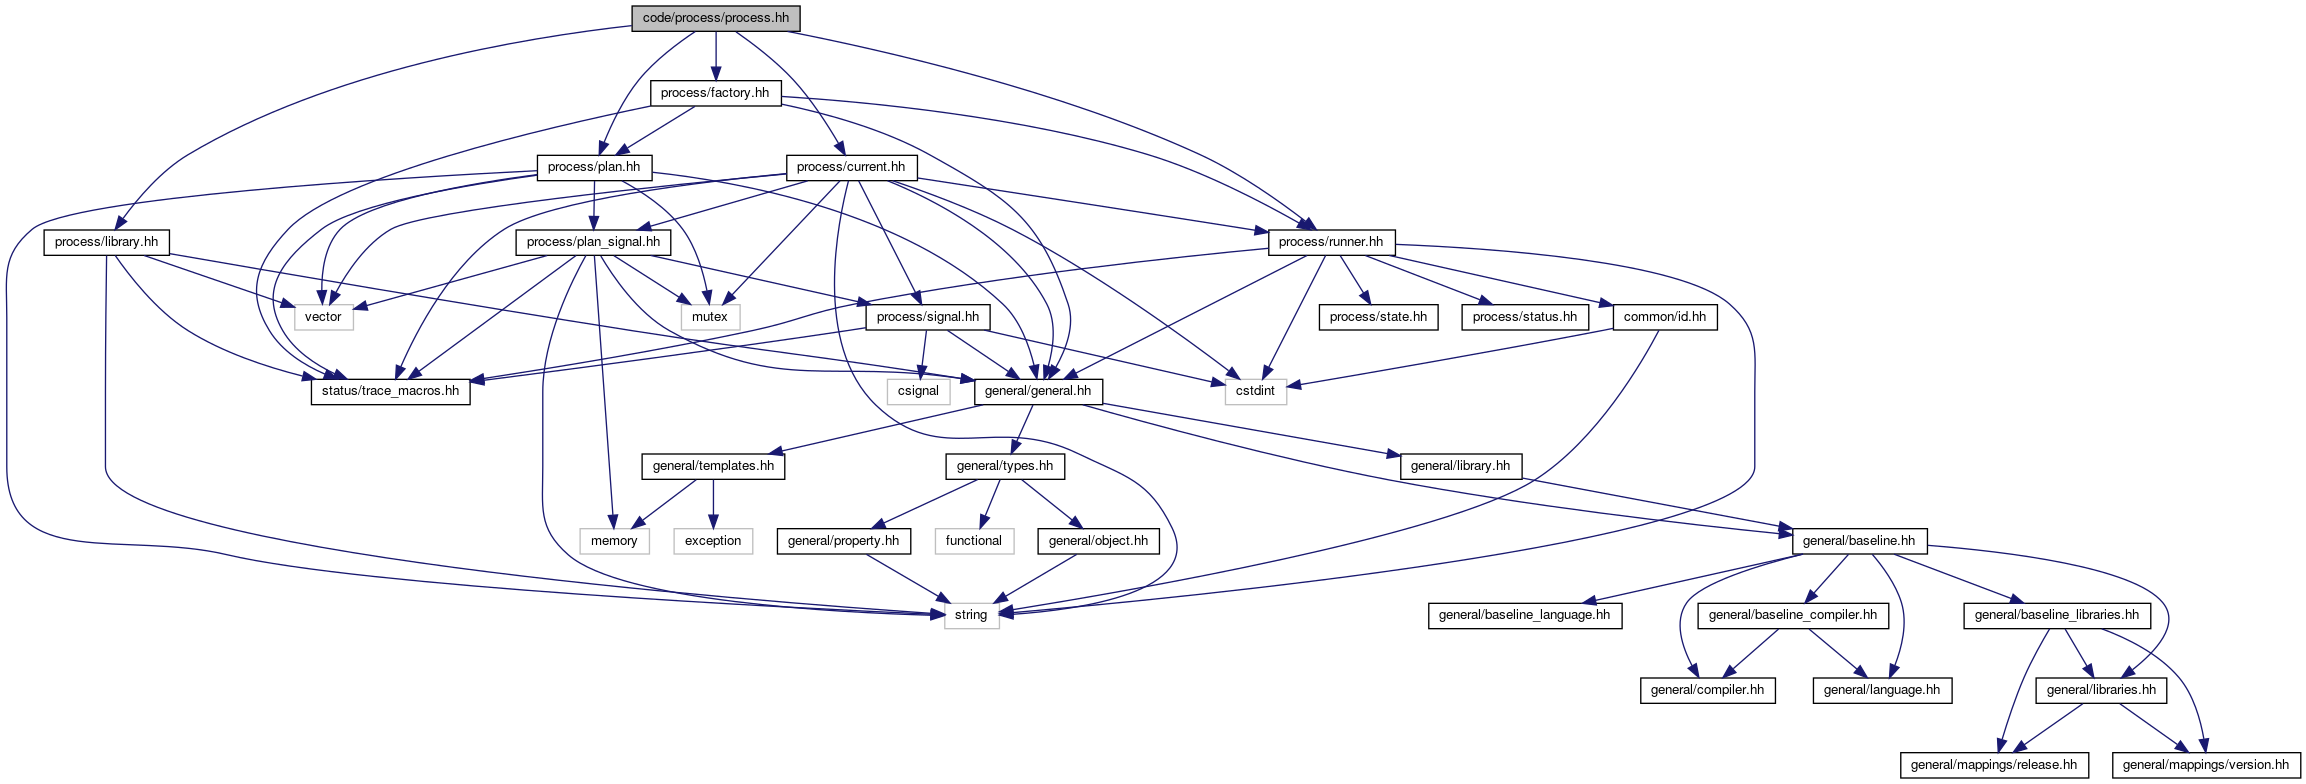 code/process/process.hh
process/factory.hh
process/plan.hh
process/current.hh
process/library.hh
process/plan_signal.hh
process/runner.hh
vector
mutex
process/signal.hh
process/state.hh
process/status.hh
common/id.hh
status/trace_macros.hh
csignal
general/general.hh
cstdint
general/templates.hh
general/types.hh
general/library.hh
memory
exception
general/property.hh
functional
general/object.hh
general/baseline.hh
string
general/baseline_language.hh
general/baseline_compiler.hh
general/baseline_libraries.hh
general/compiler.hh
general/language.hh
general/libraries.hh
general/mappings/release.hh
general/mappings/version.hh